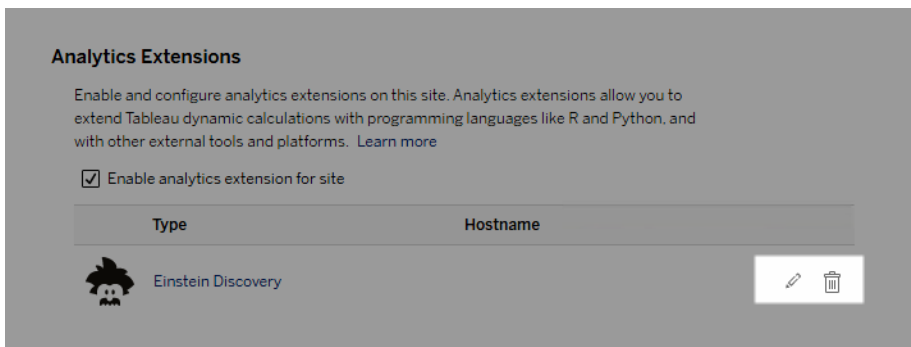 Analytics Extensions
Enable and configure analytics extensions on this site. Analytics extensions allow you to
extend Tableau dynamic calculations with programming languages like R and Python, and
with other external tools and platforms. Learn more
Enable analytics extension for site
Type Hostname
Einstein Discovery